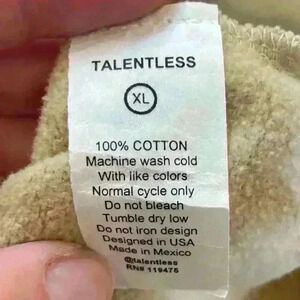 TALENTLESS
XL
100% COTTON
Machine wash cold
With like colors
Normal cycle only
Do not bleach
Tumble dry low
Do not iron design
Designed in USA
Made in Mexico
@talentless
RN# 119475